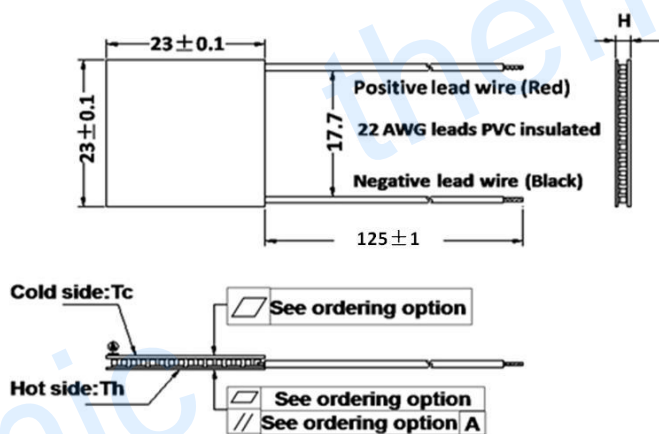 23±0.1
H
23±0.1
17.7
Positive lead wire (Red)
22 AWG leads PVC insulated
Negative lead wire (Black)
125±1
Cold side:Tc
See ordering option
Hot side:Th
See ordering option
// See ordering option A